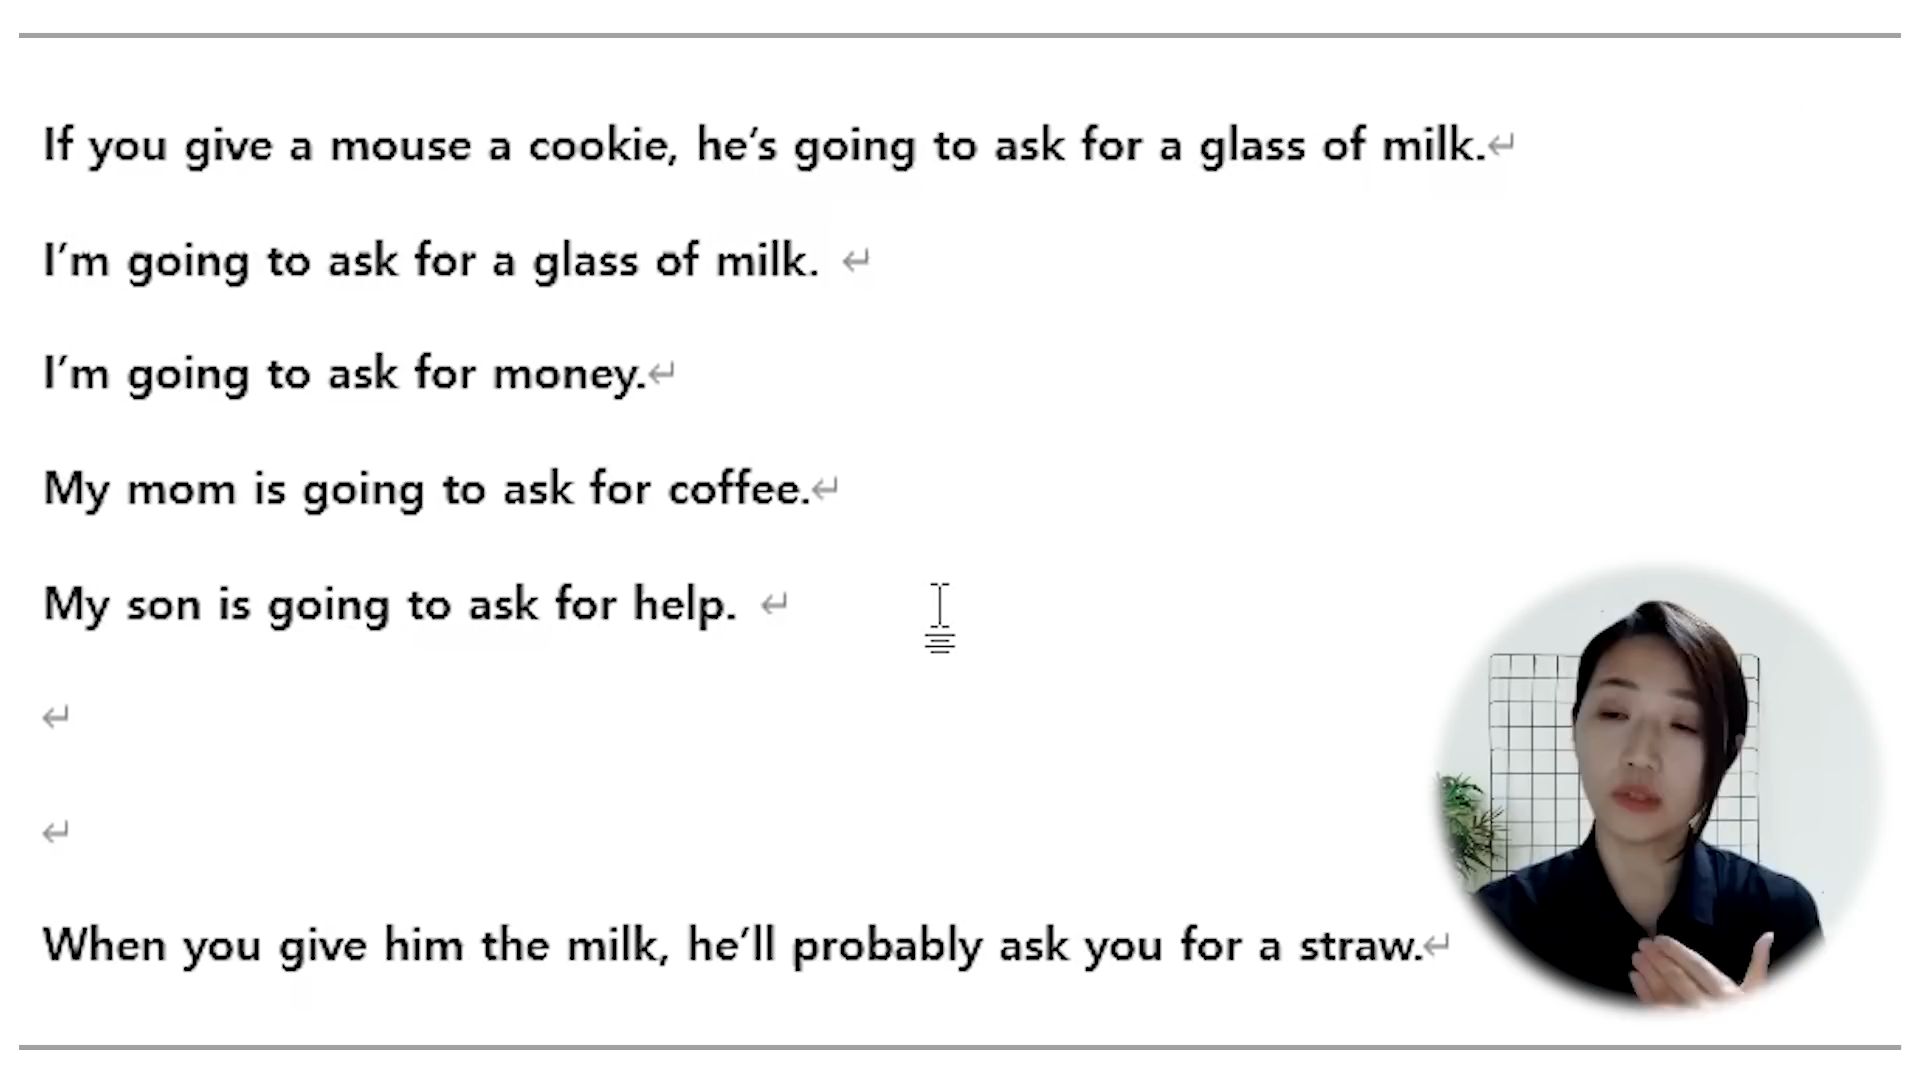 If you give a mouse a cookie, he’s going to ask for a glass of milk.
I’m going to ask for a glass of milk.
I’m going to ask for money.
My mom is going to ask for coffee.
My son is going to ask for help.
When you give him the milk, he’ll probably ask you for a straw.